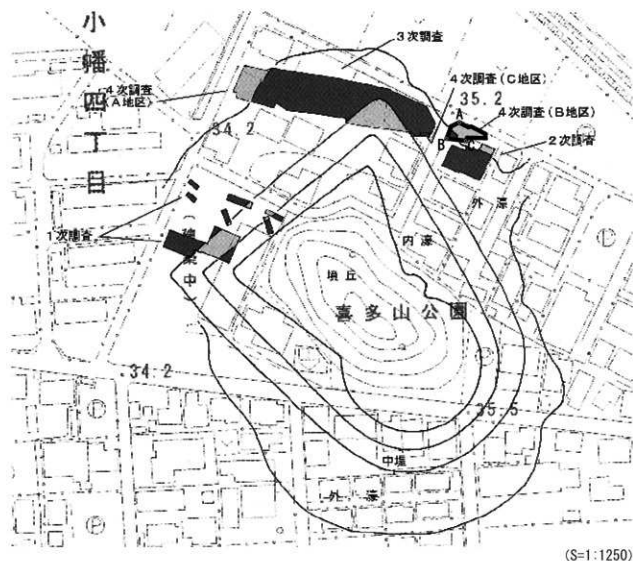 小幡四丁目
3次調査
4次調査(C地区)
35.2
4次調査
(A地区)
A
4次調査(B地区)
34.2
B
C
2次調査
外濠
1次調査
内濠
墳丘
喜多山公園
34.2
35.5
中堤
外濠
(S=1:1250)